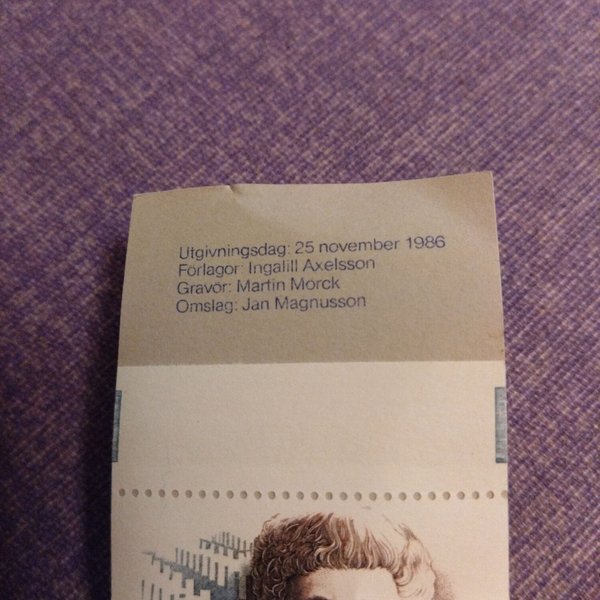 Utgivningsdag: 25 november 1986
Förlagor: Ingalill Axelsson
Gravör: Martin Mörck
Omslag: Jan Magnusson